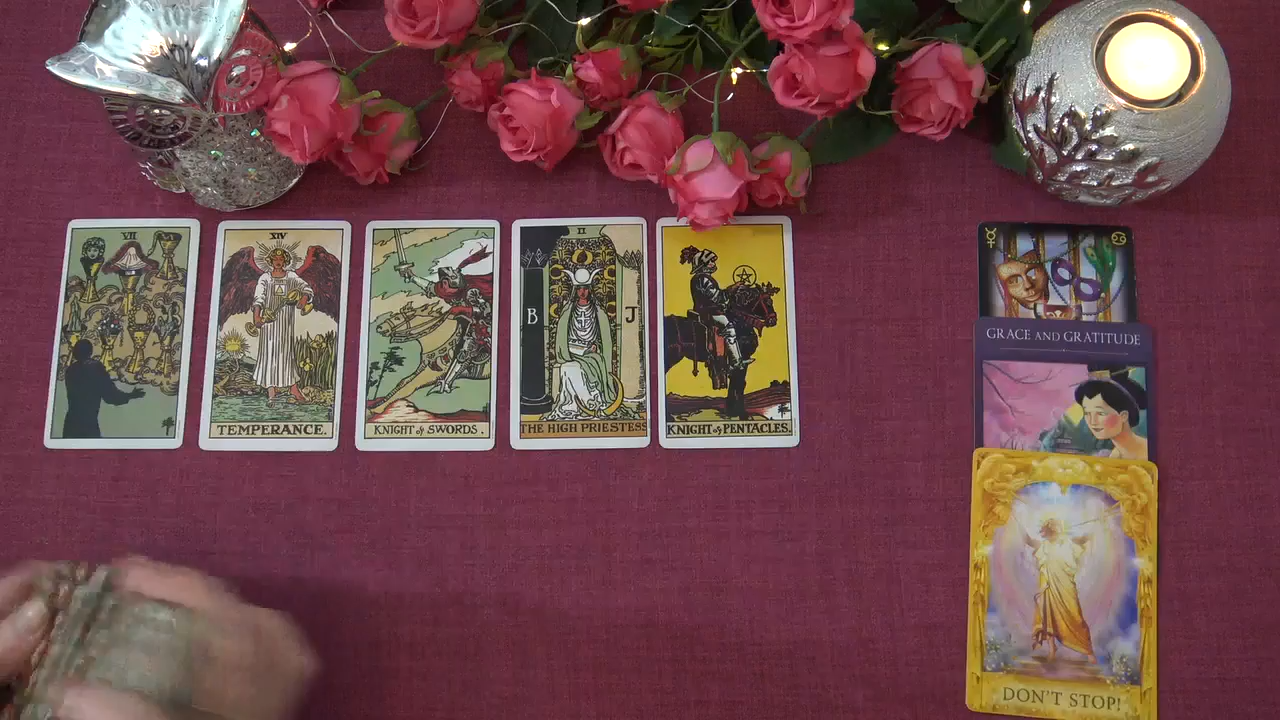 VII
XIV
TEMPERANCE.
KNIGHT of SWORDS.
II
B
J
THE HIGH PRIESTESS
KNIGHT of PENTACLES.
GRACE AND GRATITUDE
DON'T STOP!